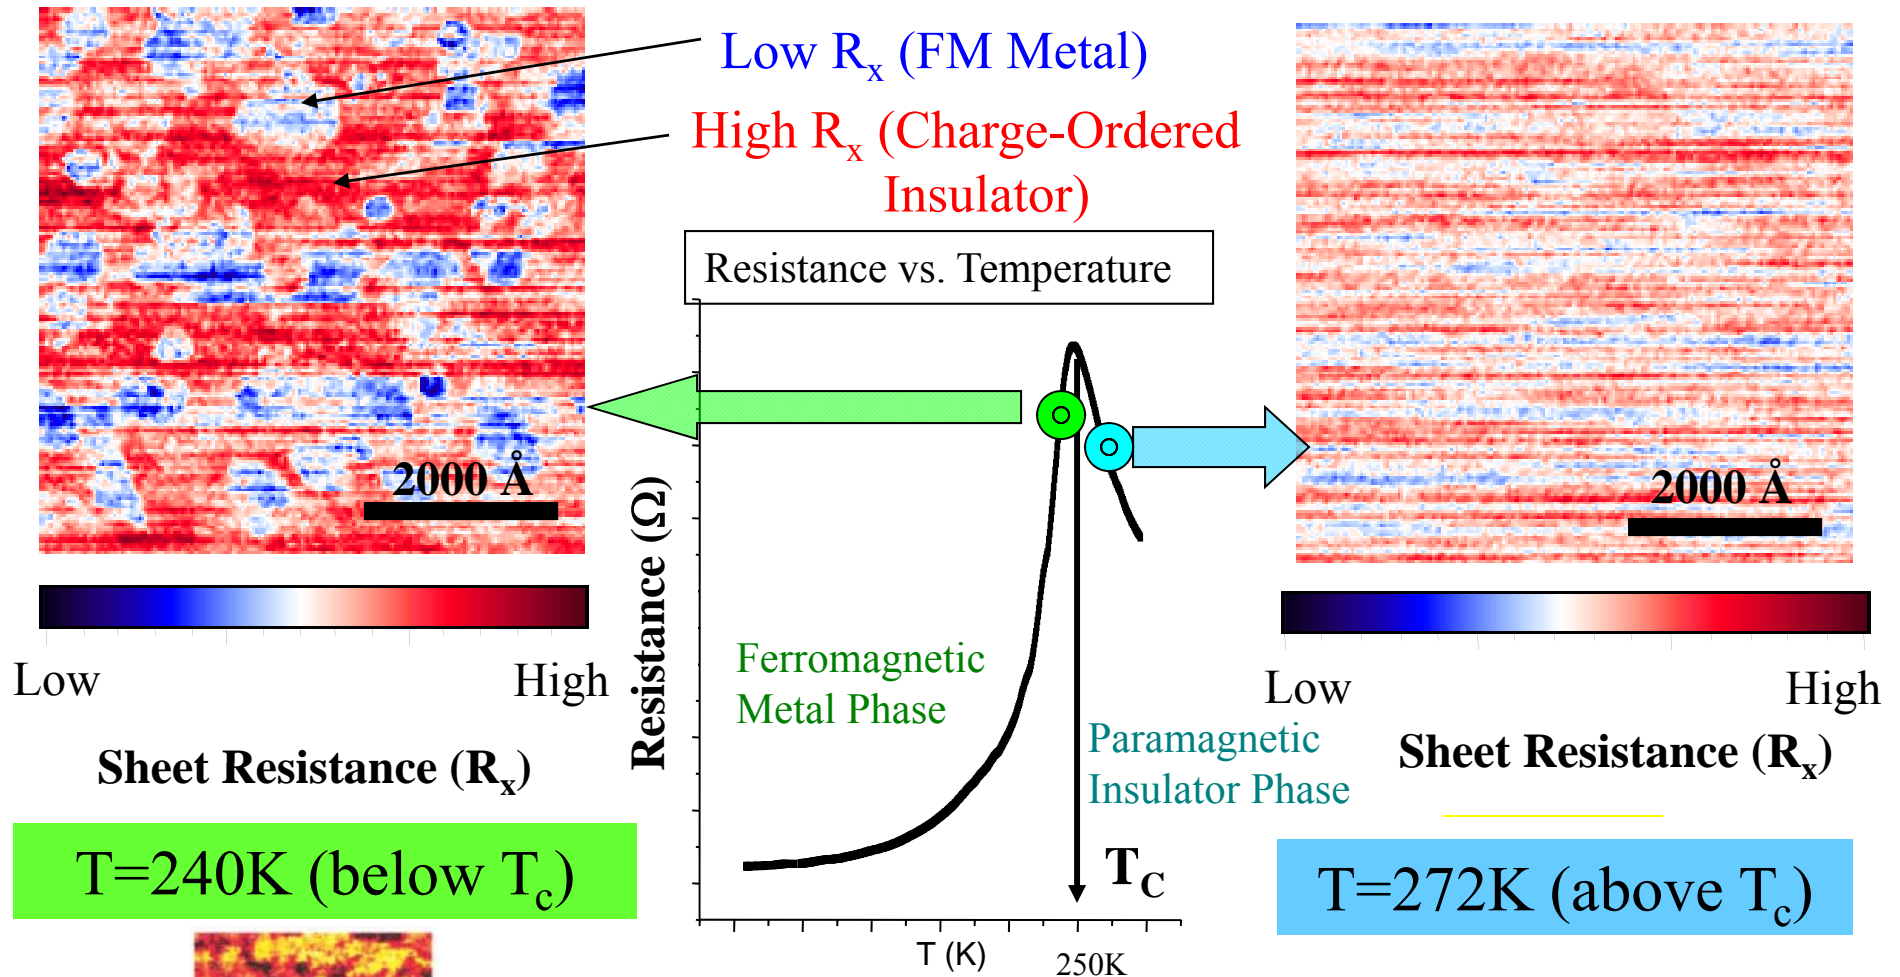 Low Rx (FM Metal)
High Rx (Charge-Ordered
Insulator)
Resistance vs. Temperature
2000 Å
2000 Å
Resistance (Ω)
Ferromagnetic
Metal Phase
Paramagnetic
Insulator Phase
Low
High
Low
High
Sheet Resistance (Rx)
Sheet Resistance (Rx)
T=240K (below Tc)
TC
T=272K (above Tc)
T (K)
250K